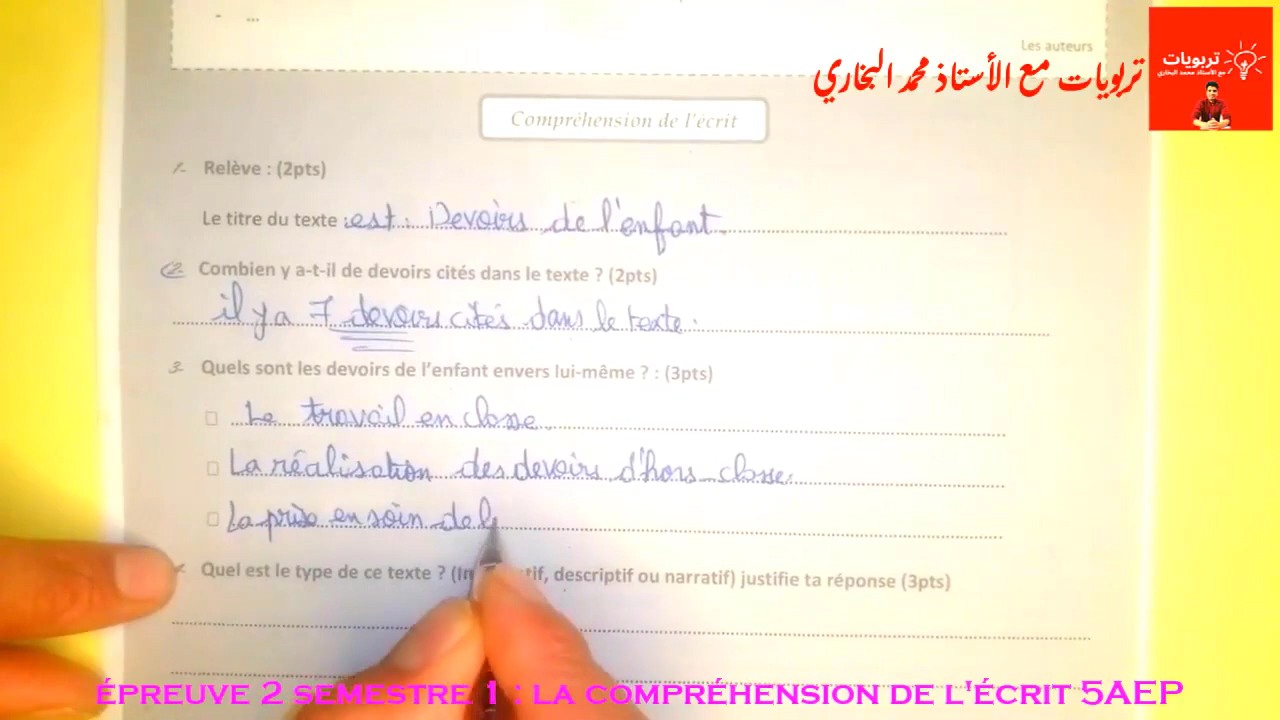 - ...
Les auteurs
تربويات
مع الأستاذ محمد البخاري
تربويات مع الأستاذ محمد البخاري
Compréhension de l'écrit
1- Relève : (2pts)
Le titre du texte : est : Devoirs de l'enfant.
2. Combien y a-t-il de devoirs cités dans le texte ? (2pts)
il y a 7 devoirs cités dans le texte.
3. Quels sont les devoirs de l'enfant envers lui-même ? : (3pts)
Le travail en classe.
La réalisation des devoirs d'hors classe.
La prise en soin de l
Quel est le type de ce texte ? (In tif, descriptif ou narratif) justifie ta réponse (3pts)
ÉPREUVE 2 SEMESTRE 1 : LA COMPRÉHENSION DE L'ÉCRIT 5AEP